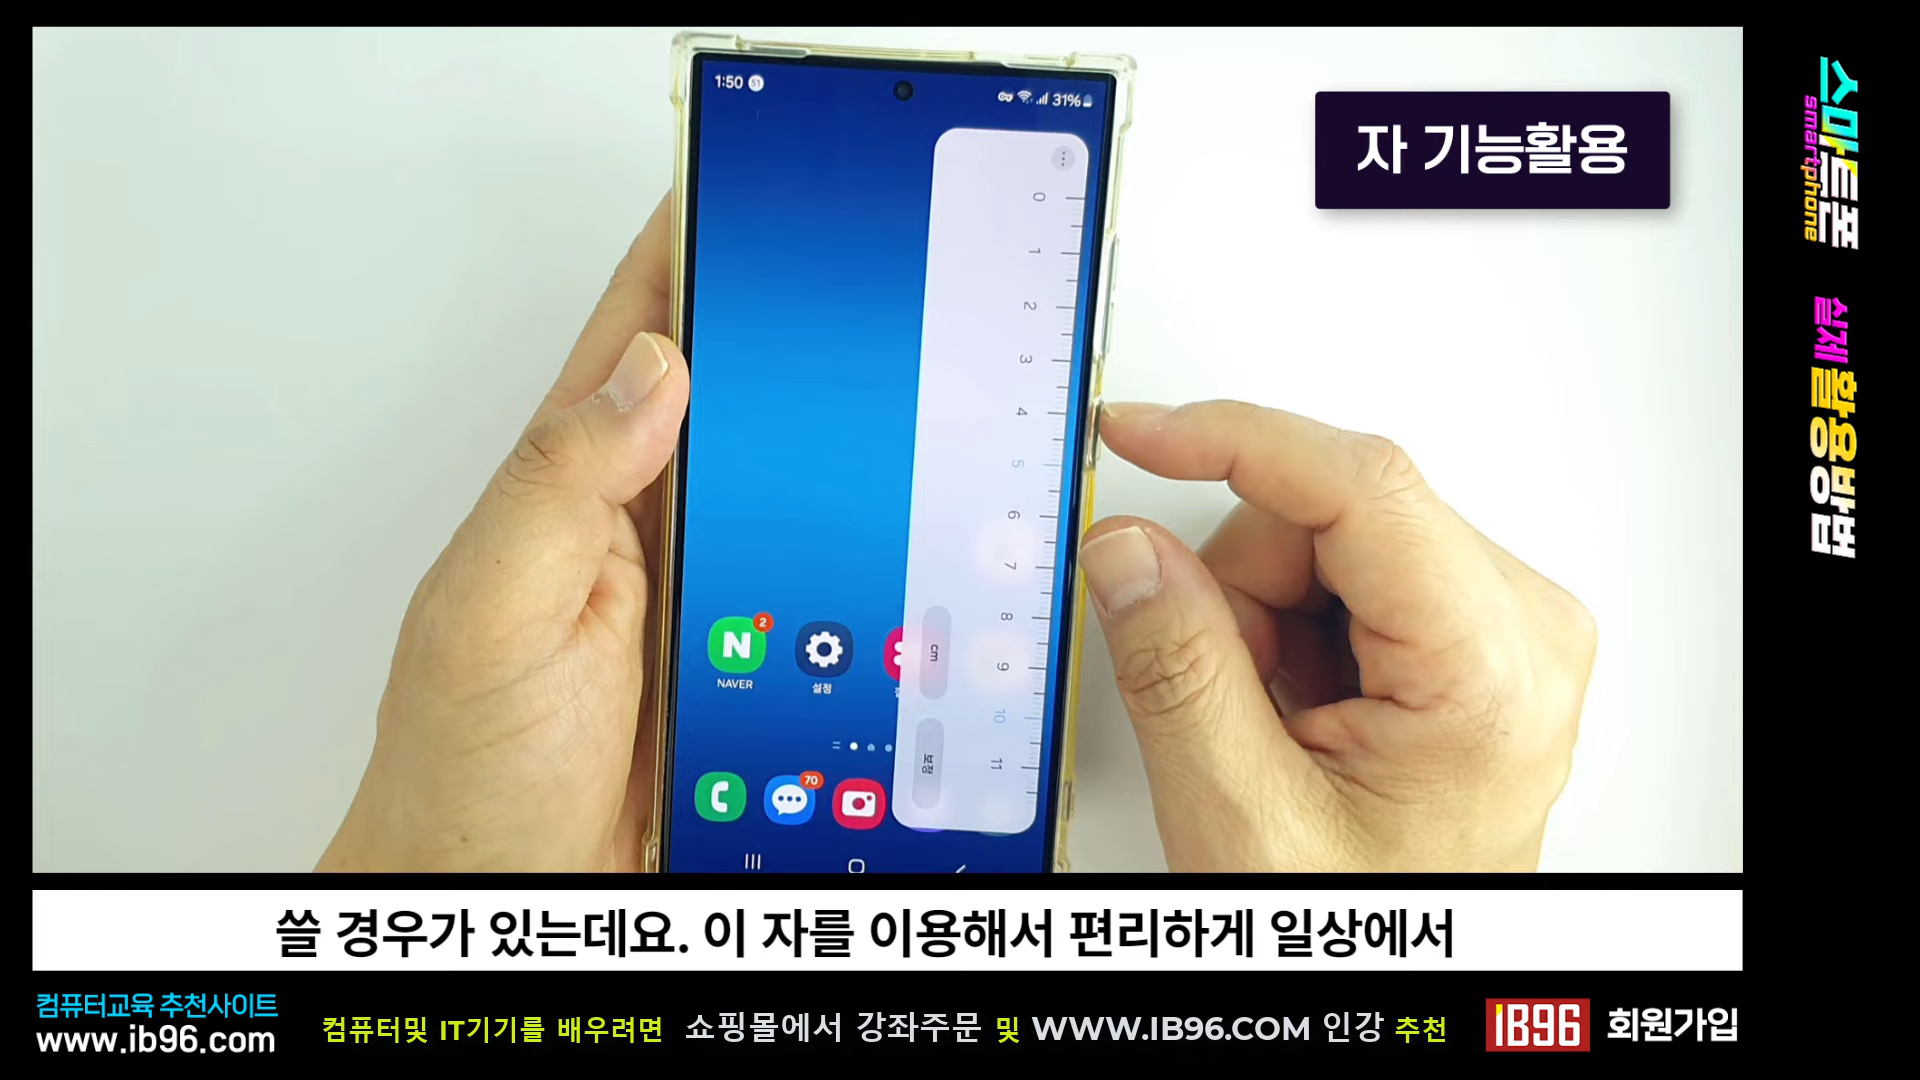 1:50
31%
자 기능활용
0
1
2
3
4
5
6
7
8
9
10
11
cm
보정
2
NAVER
설정
70
쓸 경우가 있는데요. 이 자를 이용해서 편리하게 일상에서
컴퓨터교육 추천사이트
www.ib96.com
컴퓨터및 IT기기를 배우려면 쇼핑몰에서 강좌주문 및 WWW.IB96.COM 인강 추천
IB96 회원가입
스마트폰
smartphone
실제 활용방법